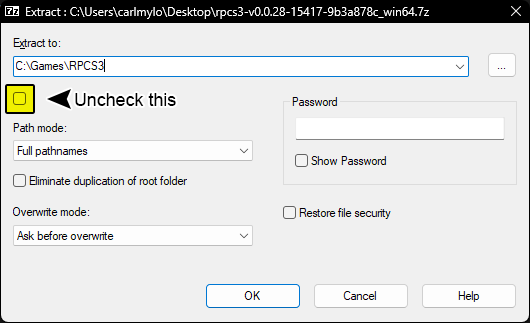 7z Extract : C:\Users\carlmylo\Desktop\rpcs3-v0.0.28-15417-9b3a878c_win64.7z
Extract to:
C:\Games\RPCS3
...
Uncheck this
Password
Path mode:
Full pathnames
Show Password
Eliminate duplication of root folder
Overwrite mode:
Restore file security
Ask before overwrite
OK Cancel Help